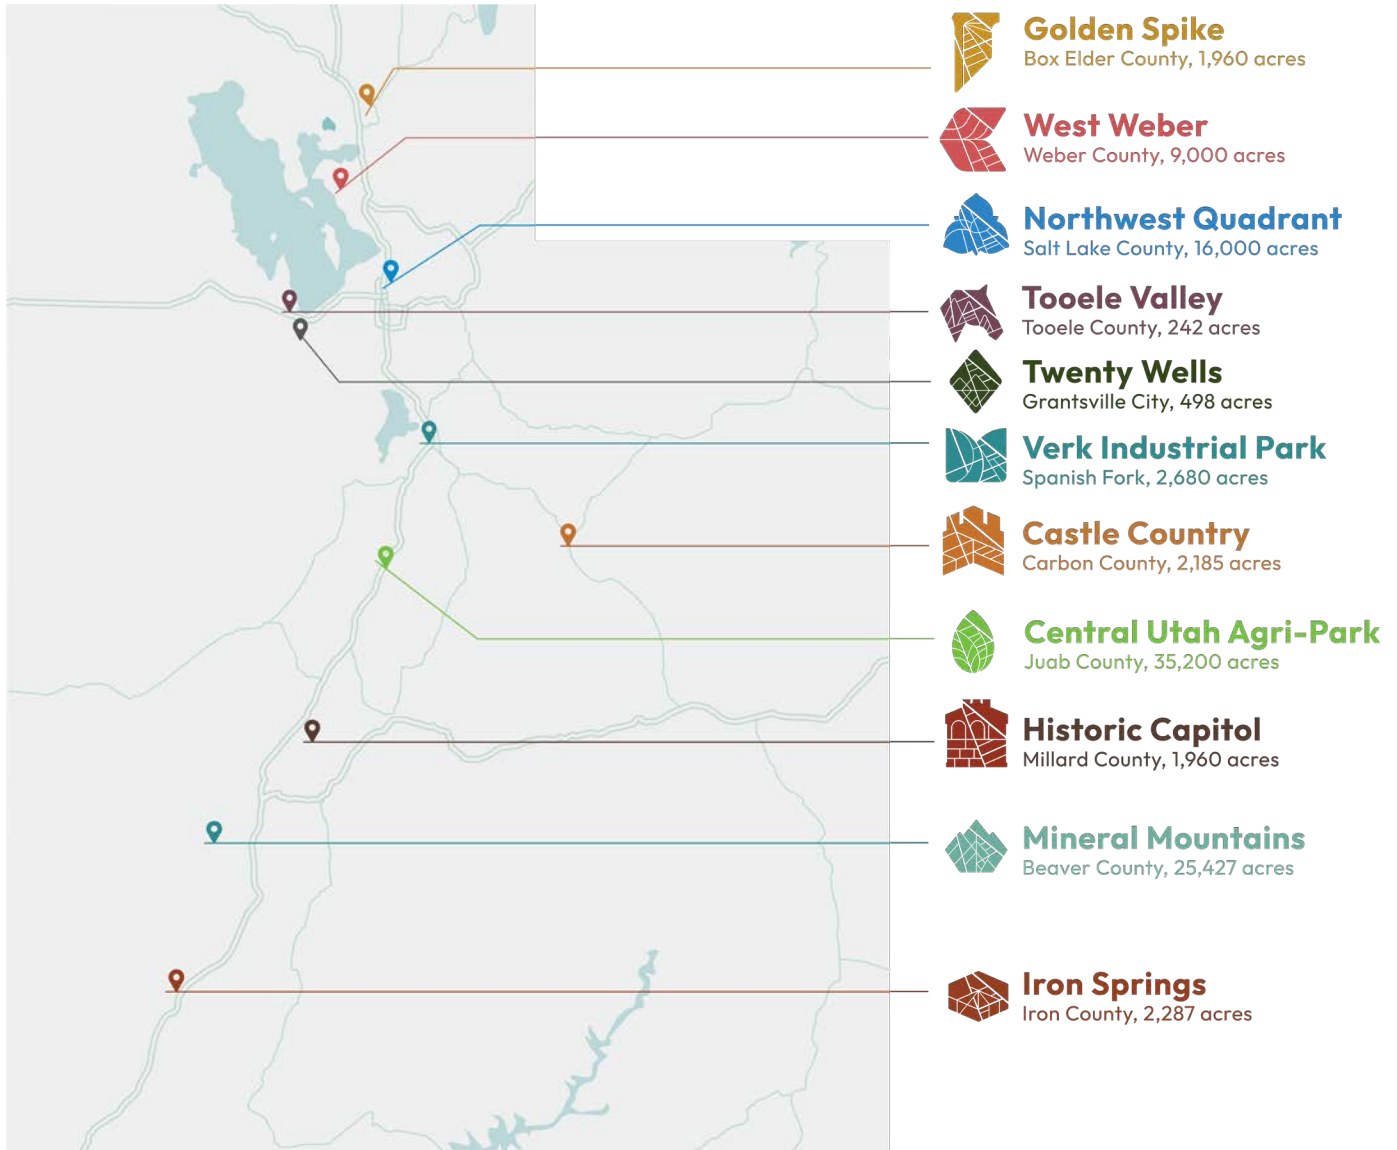 Golden Spike
Box Elder County, 1,960 acres
West Weber
Weber County, 9,000 acres
Northwest Quadrant
Salt Lake County, 16,000 acres
Tooele Valley
Tooele County, 242 acres
Twenty Wells
Grantsville City, 498 acres
Verk Industrial Park
Spanish Fork, 2,680 acres
Castle Country
Carbon County, 2,185 acres
Central Utah Agri-Park
Juab County, 35,200 acres
Historic Capitol
Millard County, 1,960 acres
Mineral Mountains
Beaver County, 25,427 acres
Iron Springs
Iron County, 2,287 acres